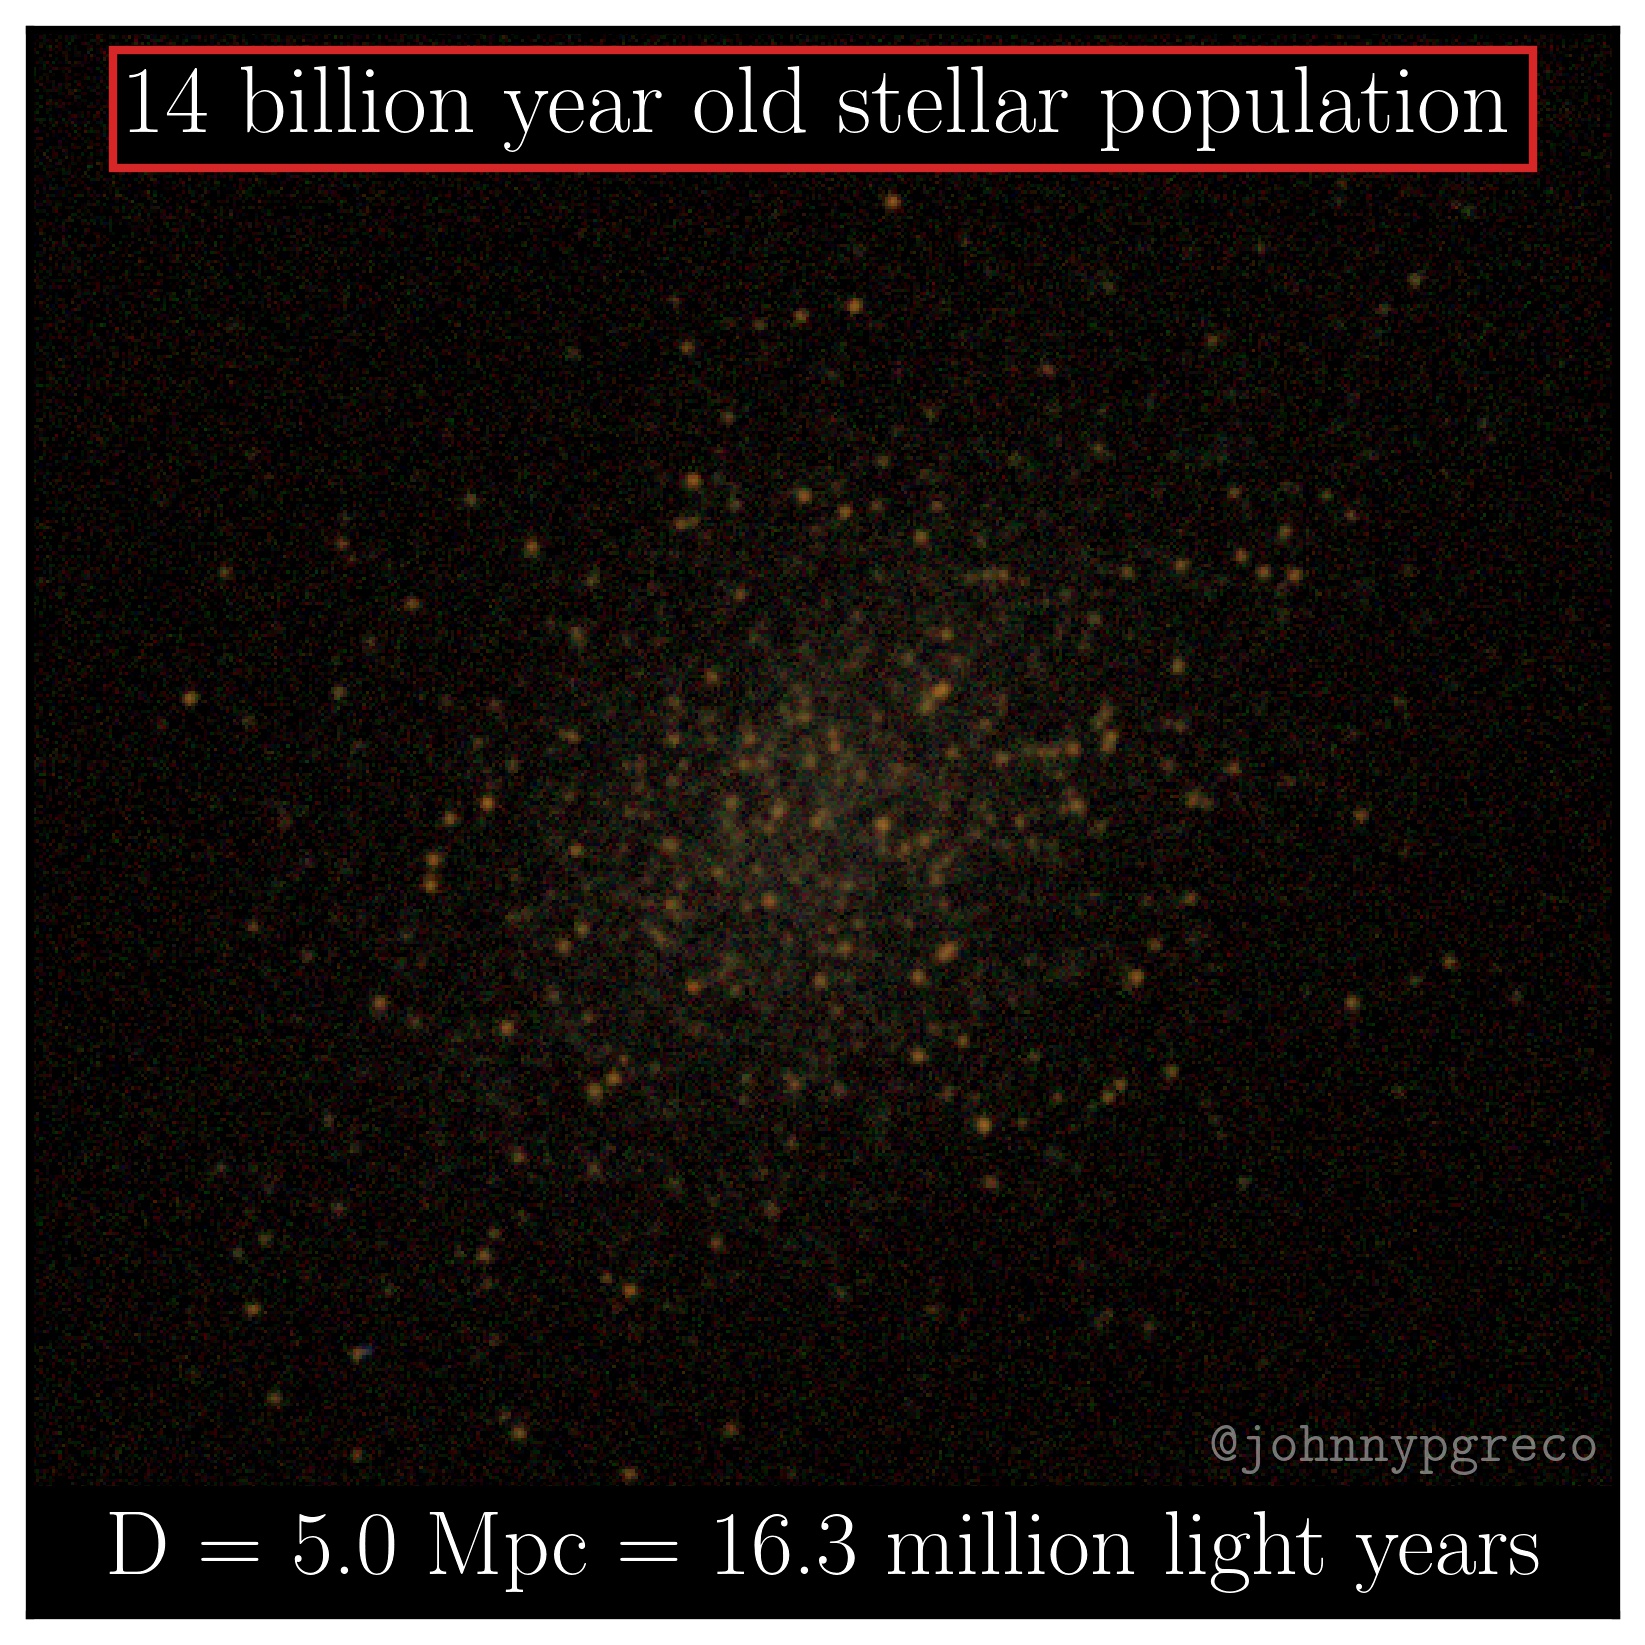 14 billion year old stellar population
@johnnypgreco
D = 5.0 Mpc = 16.3 million light years